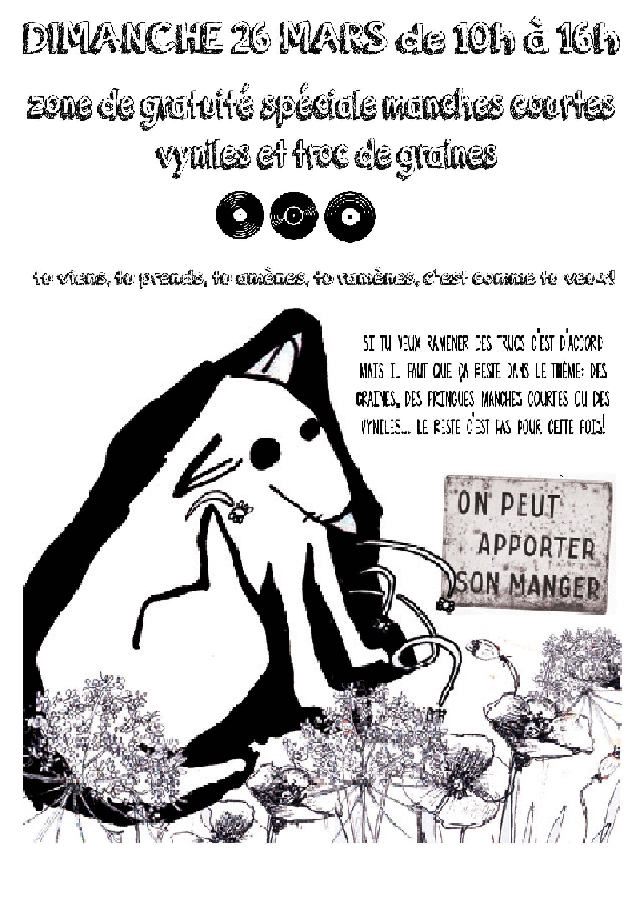 DIMANCHE 26 MARS de 10h à 16h
zone de gratuité spéciale manches courtes
vyniles et troc de graines
tu viens, tu prends, tu amènes, tu ramènes, c'est comme tu veux!
SI TU VEUX RAMENER DES TRUCS C'EST D'ACCORD
MAIS IL FAUT QUE ÇA RESTE DANS LE THÈME: DES
GRAINES, DES FRINGUES MANCHES COURTES OU DES
VYNILES... LE RESTE C'EST PAS POUR CETTE FOIS!
ON PEUT
APPORTER
SON MANGER